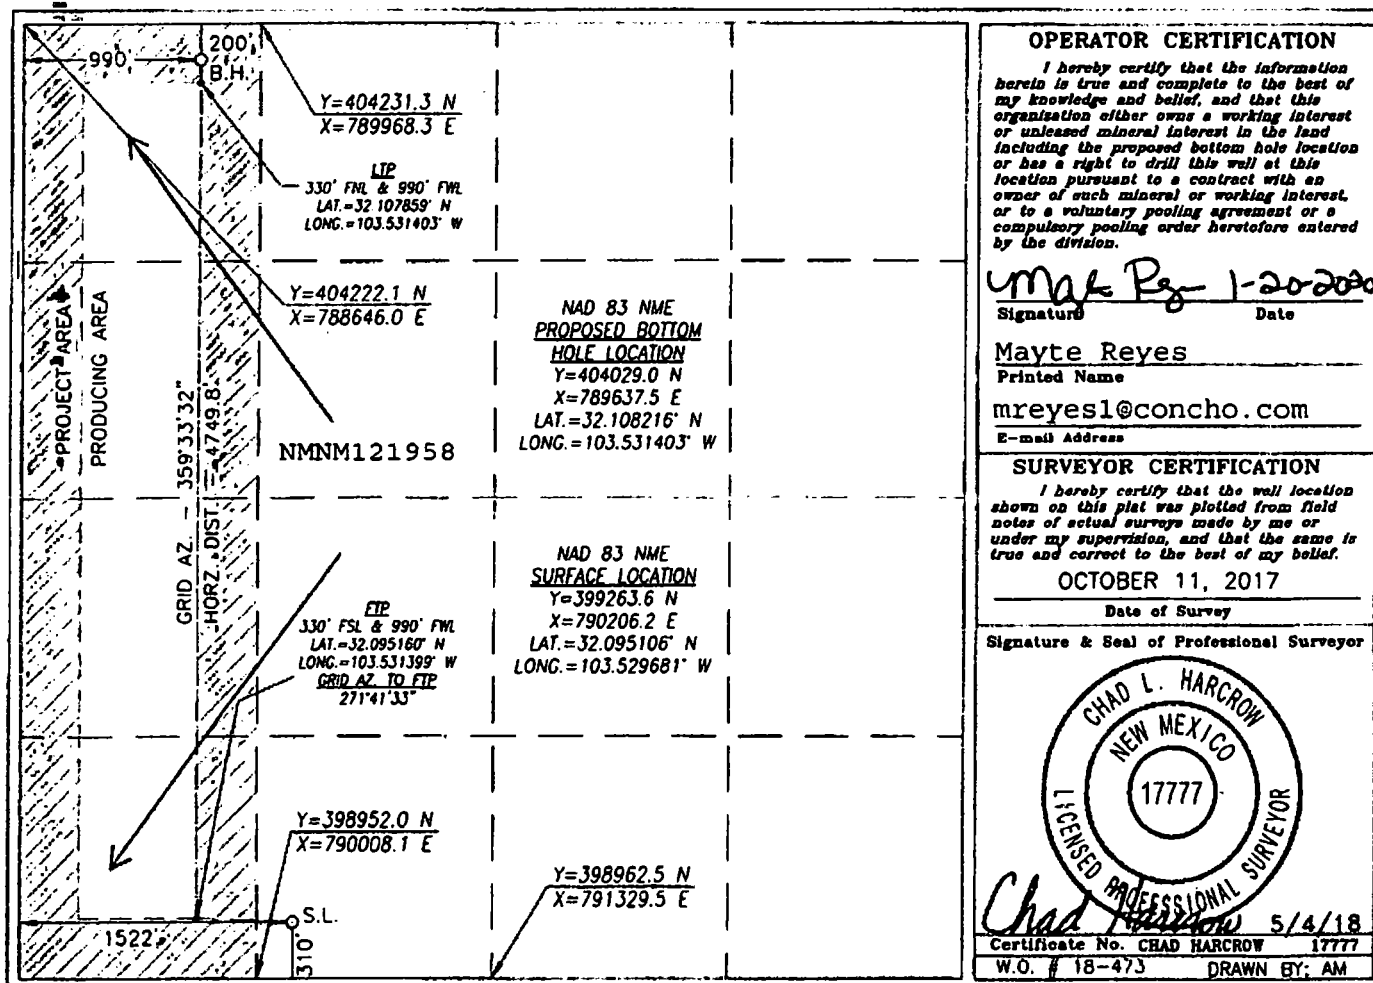 990'
200'
B.H.
Y=404231.3 N
X=789968.3 E
LTP
330' FNL & 990' FWL
LAT.=32.107859° N
LONG.=103.531403° W
Y=404222.1 N
X=788646.0 E
PROJECT AREA
PRODUCING AREA
GRID AZ. - 359°33'32"
HORZ. DIST. = 4749.8'
NMNM121958
NAD 83 NME
PROPOSED BOTTOM
HOLE LOCATION
Y=404029.0 N
X=789637.5 E
LAT.=32.108216° N
LONG.=103.531403° W
NAD 83 NME
SURFACE LOCATION
Y=399263.6 N
X=790206.2 E
LAT.=32.095106° N
LONG.=103.529681° W
FTP
330' FSL & 990' FWL
LAT.=32.095160° N
LONG.=103.531399° W
GRID AZ. TO FTP
271°41'33"
Y=398952.0 N
X=790008.1 E
Y=398962.5 N
X=791329.5 E
S.L.
1522'
310'
OPERATOR CERTIFICATION
I hereby certify that the information
herein is true and complete to the best of
my knowledge and belief, and that this
organization either owns a working interest
or unleased mineral interest in the land
including the proposed bottom hole location
or has a right to drill this well at this
location pursuant to a contract with an
owner of such mineral or working interest,
or to a voluntary pooling agreement or a
compulsory pooling order heretofore entered
by the division.
1-20-2020
Signature Date
Mayte Reyes
Printed Name
mreyes1@concho.com
E-mail Address
SURVEYOR CERTIFICATION
I hereby certify that the well location
shown on this plat was plotted from field
notes of actual surveys made by me or
under my supervision, and that the same is
true and correct to the best of my belief.
OCTOBER 11, 2017
Date of Survey
Signature & Seal of Professional Surveyor
CHAD L. HARCROW
NEW MEXICO
17777
LICENSED PROFESSIONAL SURVEYOR
Chad Harcrow 5/4/18
Certificate No. CHAD HARCROW 17777
W.O. # 18-473 DRAWN BY: AM